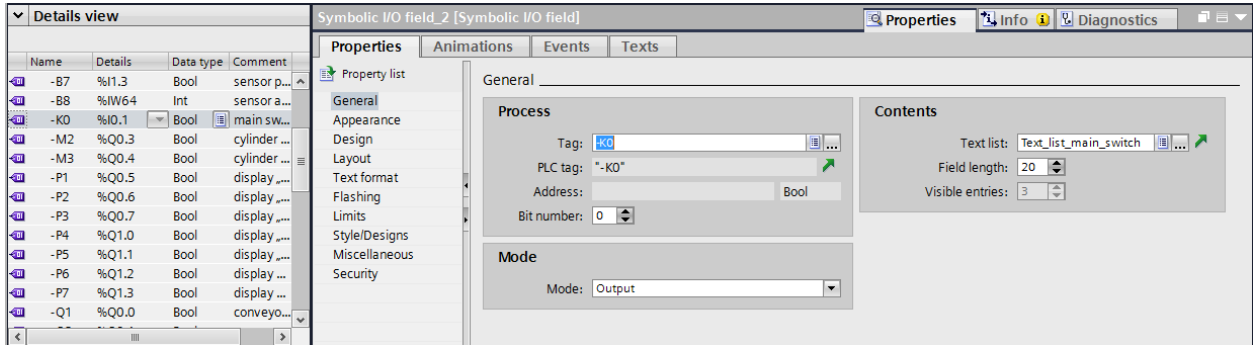 Details view
Name Details Data type Comment
-B7 %I1.3 Bool sensor p...
-B8 %IW64 Int sensor a...
-K0 %I0.1 Bool main sw...
-M2 %Q0.3 Bool cylinder ...
-M3 %Q0.4 Bool cylinder ...
-P1 %Q0.5 Bool display „...
-P2 %Q0.6 Bool display „...
-P3 %Q0.7 Bool display „...
-P4 %Q1.0 Bool display „...
-P5 %Q1.1 Bool display „...
-P6 %Q1.2 Bool display ...
-P7 %Q1.3 Bool display ...
-Q1 %Q0.0 Bool conveyo...
Symbolic I/O field_2 [Symbolic I/O field]
Properties Info Diagnostics
Properties Animations Events Texts
Property list
General
Appearance
Design
Layout
Text format
Flashing
Limits
Style/Designs
Miscellaneous
Security
General
Process
Tag: -K0 ...
PLC tag: "-K0"
Address: Bool
Bit number: 0
Mode
Mode: Output
Contents
Text list: Text_list_main_switch ...
Field length: 20
Visible entries: 3